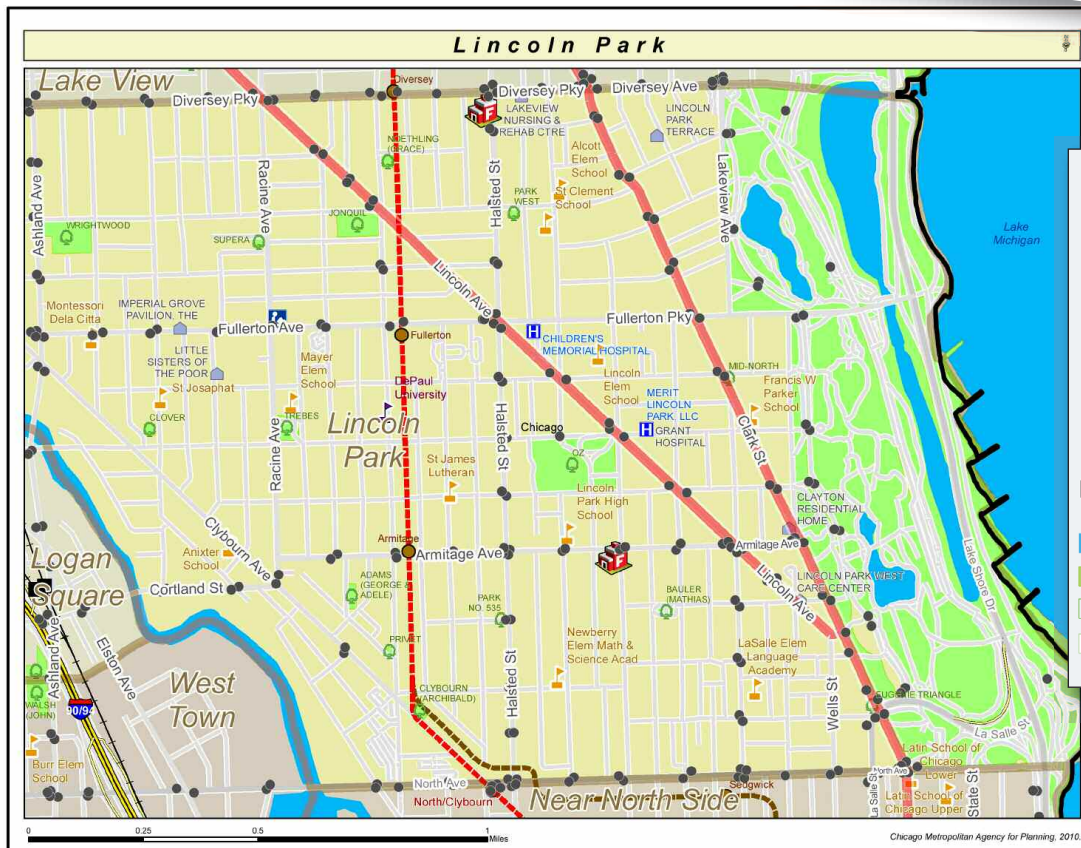 Lincoln Park
Lake View
Diversey
Diversey Pky
Diversey Pky
Diversey Ave
LAKEVIEW
NURSING &
REHAB CTRE
LINCOLN
PARK
TERRACE
NOETHLING
(GRACE)
Alcott
Elem
School
St Clement
School
Ashland Ave
Racine Ave
Halsted St
PARK
WEST
Lakeview Ave
WRIGHTWOOD
JONQUIL
SUPERA
Lake
Michigan
Lincoln Ave
Montessori
Dela Citta
IMPERIAL GROVE
PAVILION, THE
Fullerton Ave
Fullerton
Fullerton Pky
CHILDREN'S
MEMORIAL HOSPITAL
LITTLE
SISTERS OF
THE POOR
Mayer
Elem
School
St Josaphat
DePaul
University
Lincoln
Elem
School
MID-NORTH
Francis W
Parker
School
MERIT
LINCOLN
PARK, LLC
GRANT
HOSPITAL
CLOVER
TREBES
Lincoln
Park
Racine Ave
Halsted St
Chicago
OZ
Clark St
St James
Lutheran
Lincoln
Park High
School
CLAYTON
RESIDENTIAL
HOME
Clybourn Ave
Anixter
School
Armitage
Armitage Ave
Armitage Ave
Logan
Square
Cortland St
ADAMS
(GEORGE &
ADELE)
PARK
NO. 535
BAULER
(MATHIAS)
Lincoln Ave
LINCOLN PARK WEST
CARE CENTER
Lake Shore Dr
Ashland Ave
Elston Ave
PRIVET
Newberry
Elem Math &
Science Acad
LaSalle Elem
Language
Academy
West
Town
Halsted St
Wells St
WALSH
(JOHN)
90/94
CLYBOURN
(ARCHIBALD)
EUGENIE TRIANGLE
La Salle St
Burr Elem
School
North Ave
North/Clybourn
Near North Side
Sedgwick
North Ave
La Salle St
Latin School of
Chicago
Lower
Latin School of
Chicago Upper
State St
0
0.25
0.5
1
Miles
Chicago Metropolitan Agency for Planning, 2010.